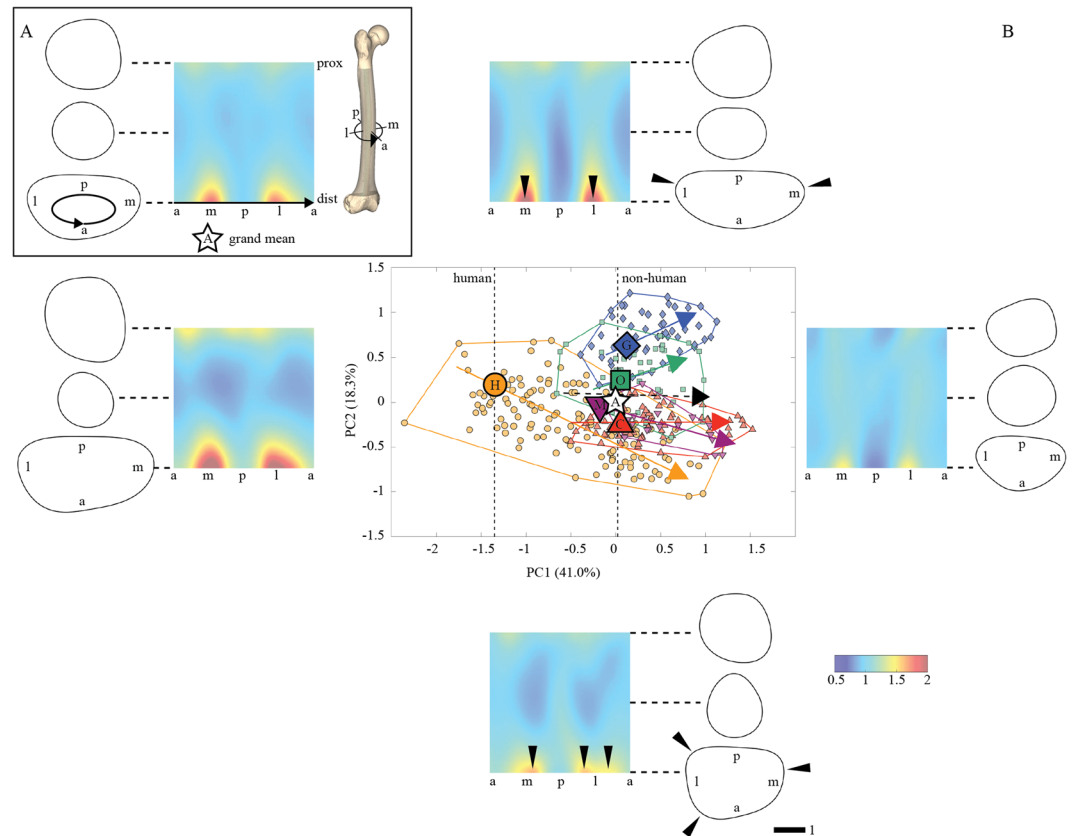 A
B
prox
p
l
m
a
p
l
m
a
dist
a m p l a
A grand mean
a m p l a
p
l
m
a
p
l
m
a
a m p l a
human
non-human
1.5
1
0.5
0
-0.5
-1
-1.5
PC2 (18.3%)
G
O
H
A
C
-2 -1.5 -1 -0.5 0 0.5 1 1.5
PC1 (41.0%)
p
l
m
a
a m p l a
0.5 1 1.5 2
a m p l a
p
l
m
a
1